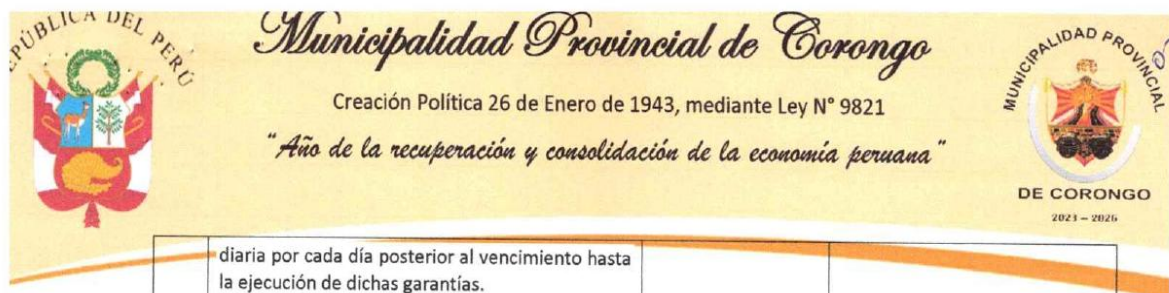 REPÚBLICA DEL PERÚ
Municipalidad Provincial de Corongo
Creación Política 26 de Enero de 1943, mediante Ley N° 9821
"Año de la recuperación y consolidación de la economía peruana"
MUNICIPALIDAD PROVINCIAL
DE CORONGO
2023 – 2026
diaria por cada día posterior al vencimiento hasta
la ejecución de dichas garantías.